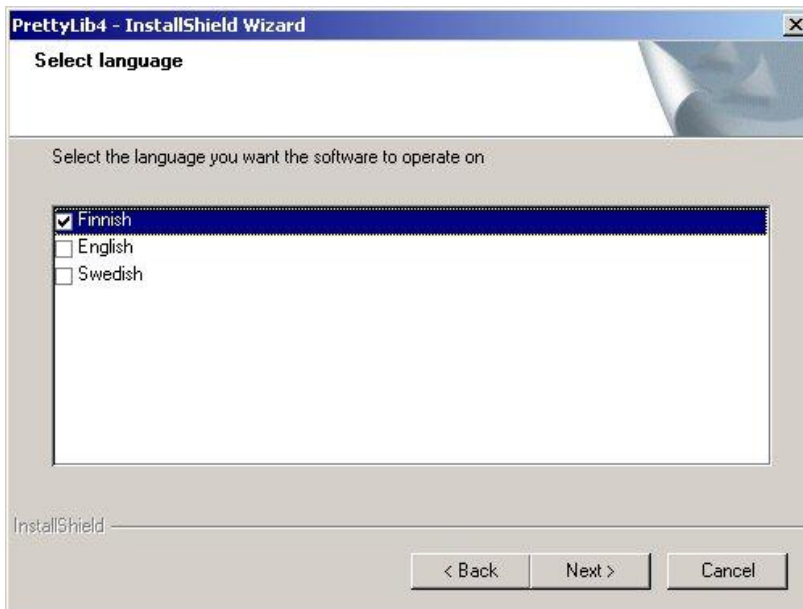 PrettyLib4 - InstallShield Wizard
Select language
Select the language you want the software to operate on
Finnish
English
Swedish
InstallShield
< Back Next > Cancel